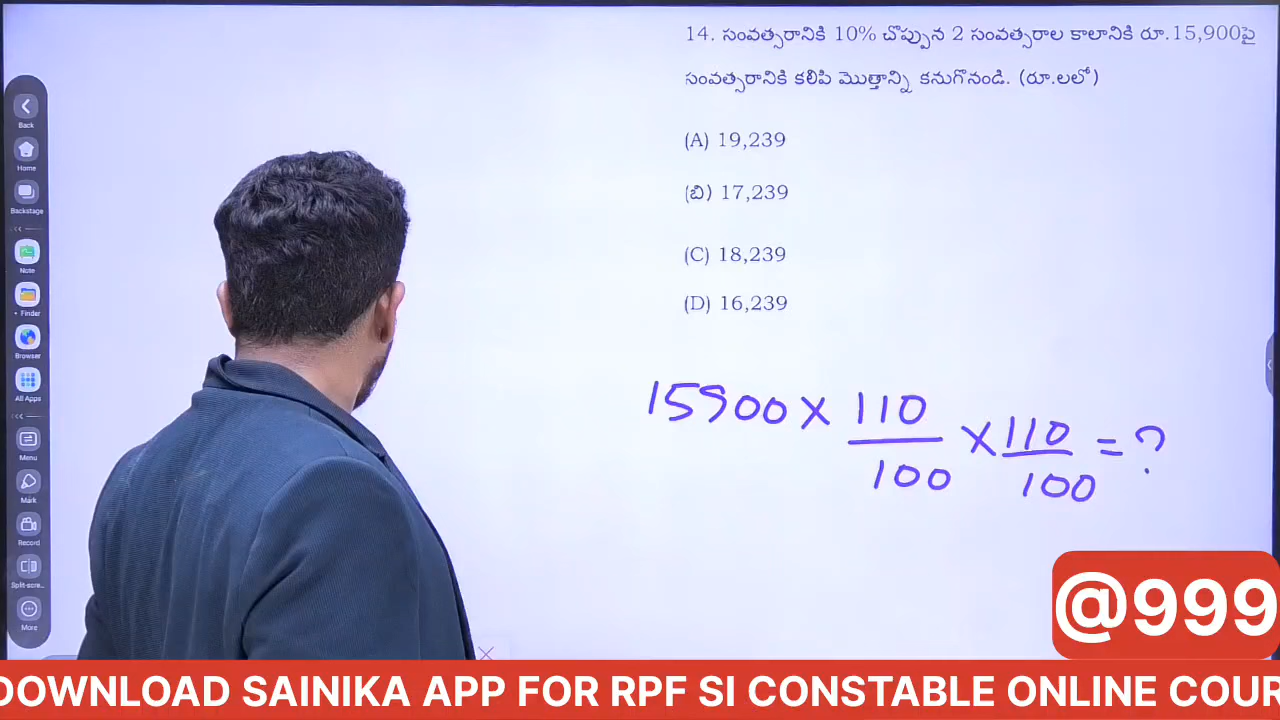 14. సంవత్సరానికి 10% చొప్పున 2 సంవత్సరాల కాలానికి రూ.15,900పై
సంవత్సరానికి కలిపి మొత్తాన్ని కనుగొనండి. (రూ.లలో)
(A) 19,239
(బి) 17,239
(C) 18,239
(D) 16,239
15900 × 110/100 × 110/100 = ?
Back
Home
Backstage
Note
Finder
Browser
All Apps
Menu
Mark
Record
Split-scre..
More
@999
DOWNLOAD SAINIKA APP FOR RPF SI CONSTABLE ONLINE COUR